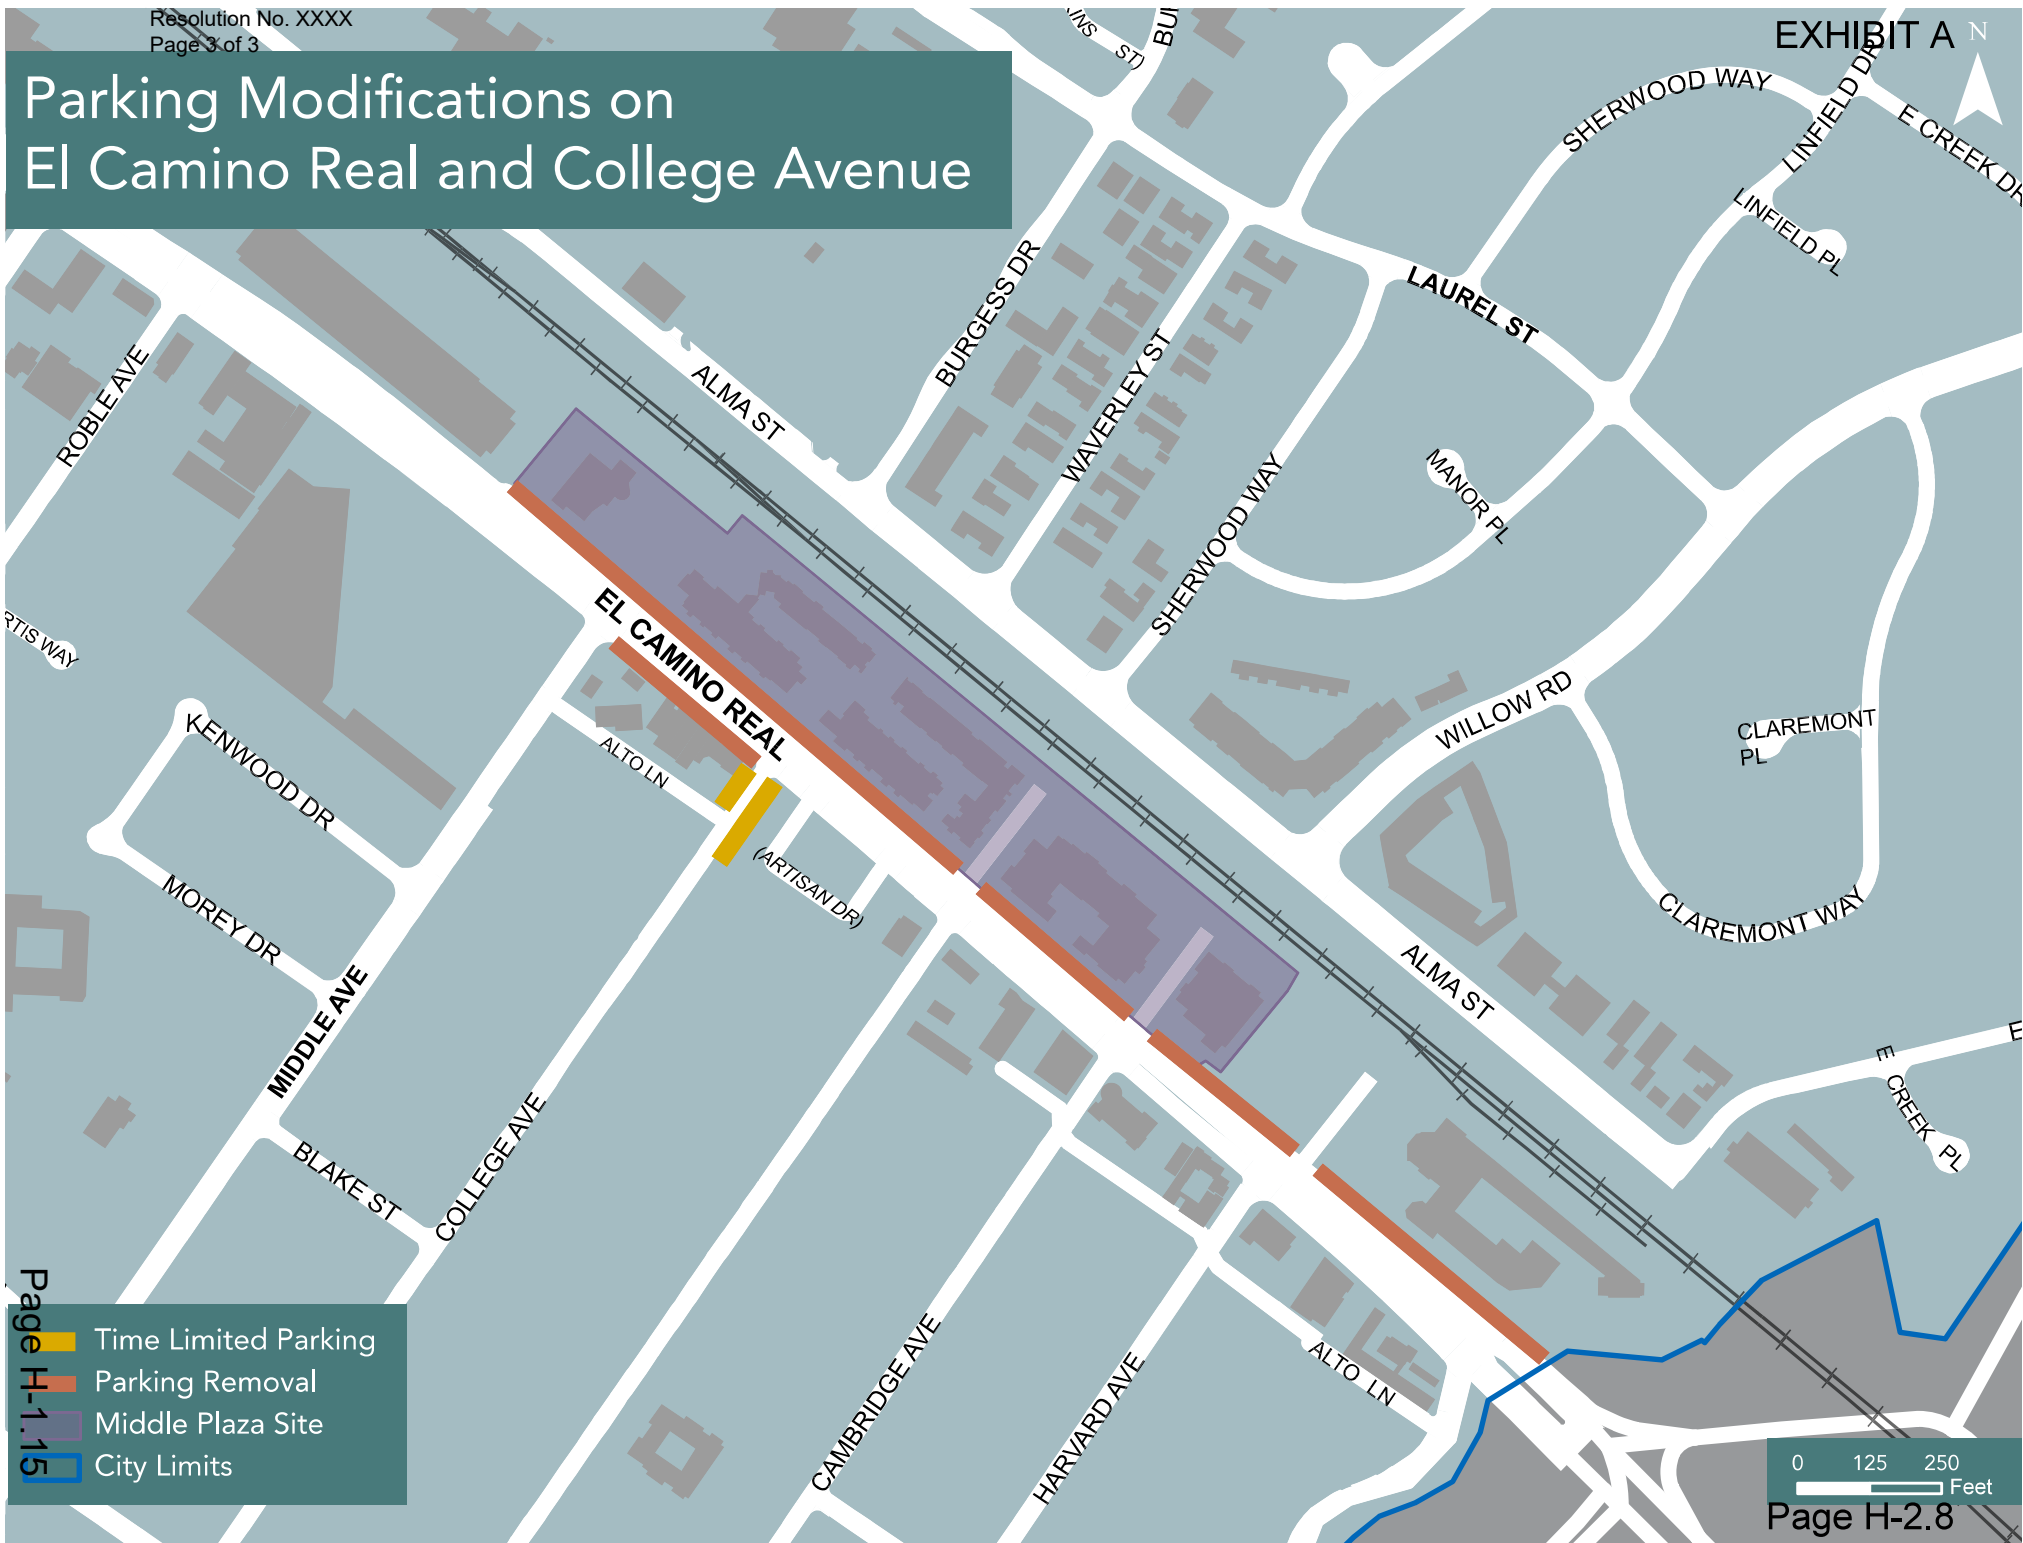 Resolution No. XXXX
Page 3 of 3
EXHIBIT A
N
Parking Modifications on
El Camino Real and College Avenue
INS ST)
SHERWOOD WAY
LINFIELD DR
E CREEK DR
LINFIELD PL
LAUREL ST
BURGESS DR
WAVERLEY ST
ALMA ST
ROBLE AVE
MANOR PL
SHERWOOD WAY
EL CAMINO REAL
RTIS WAY
WILLOW RD
CLAREMONT
PL
KENWOOD DR
ALTO LN
(ARTISAN DR)
MOREY DR
CLAREMONT WAY
ALMA ST
MIDDLE AVE
E
E CREEK PL
BLAKE ST
COLLEGE AVE
CAMBRIDGE AVE
HARVARD AVE
ALTO LN
Page H-1.15
Time Limited Parking
Parking Removal
Middle Plaza Site
City Limits
0 125 250
Feet
Page H-2.8